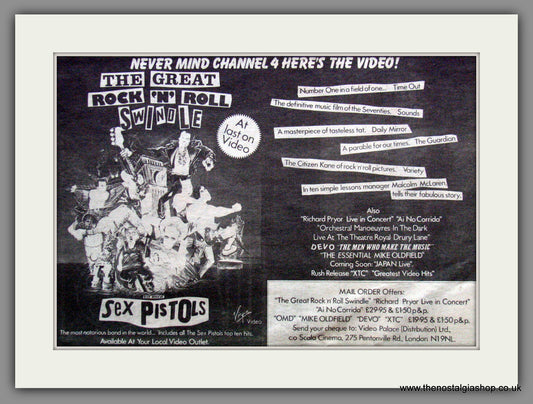 NEVER MIND CHANNEL 4 HERE'S THE VIDEO!
THE GREAT
ROCK 'N' ROLL
SWINDLE
At
last on
Video
SEX PISTOLS
Virgin
Video
The most notorious band in the world... Includes all The Sex Pistols top ten hits.
Available At Your Local Video Outlet.
Number One in a field of one... Time Out
The definitive music film of the Seventies. Sounds
A masterpiece of tasteless tat. Daily Mirror
A parable for our times. The Guardian
The Citizen Kane of rock n'roll pictures. Variety
In ten simple lessons manager Malcolm McLaren
tells their fabulous story.
Also
"Richard Pryor Live in Concert" "Ai No Corrida"
"Orchestral Manoeuvres In The Dark
Live At The Theatre Royal Drury Lane"
DEVO "THE MEN WHO MAKE THE MUSIC"
"THE ESSENTIAL MIKE OLDFIELD"
Coming Soon: "JAPAN Live".
Rush Release "XTC" "Greatest Video Hits"
MAIL ORDER Offers:
"The Great Rock n' Roll Swindle" "Richard Pryor Live in Concert"
"Ai No Corrida" £29.95 & £1.50 p&p.
"OMD" "MIKE OLDFIELD" "DEVO" "XTC" £19.95 & £1.50 p&p.
Send your cheque to: Video Palace (Distribution) Ltd.,
c/o Scala Cinema, 275 Pentonville Rd., London N1 9NL.
www.thenostalgiashop.co.uk